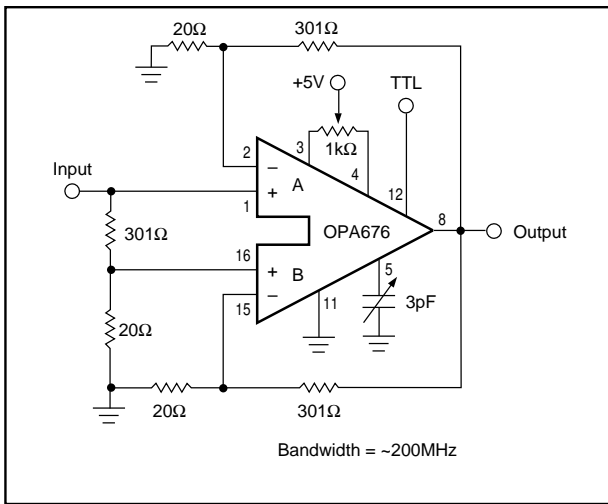 20Ω
301Ω
+5V
TTL
2
3
1kΩ
4
12
Input
–
A
+
1
8
OPA676
Output
301Ω
16
+
B
5
–
15
11
3pF
20Ω
20Ω
301Ω
Bandwidth = ~200MHz